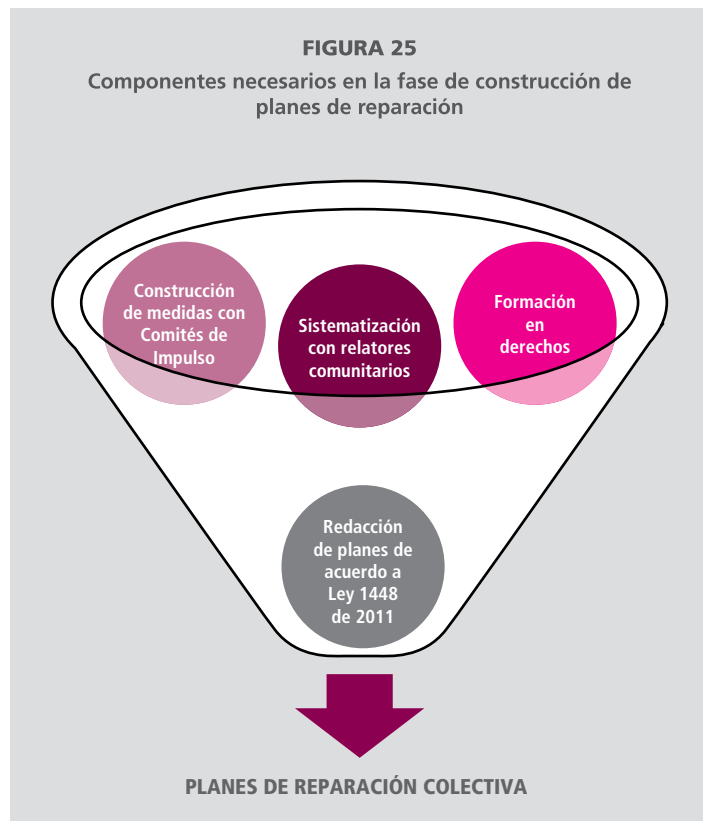 FIGURA 25
Componentes necesarios en la fase de construcción de
planes de reparación
Construcción
de medidas con
Comités de
Impulso
Sistematización
con relatores
comunitarios
Formación
en
derechos
Redacción
de planes de
acuerdo a
Ley 1448
de 2011
PLANES DE REPARACIÓN COLECTIVA